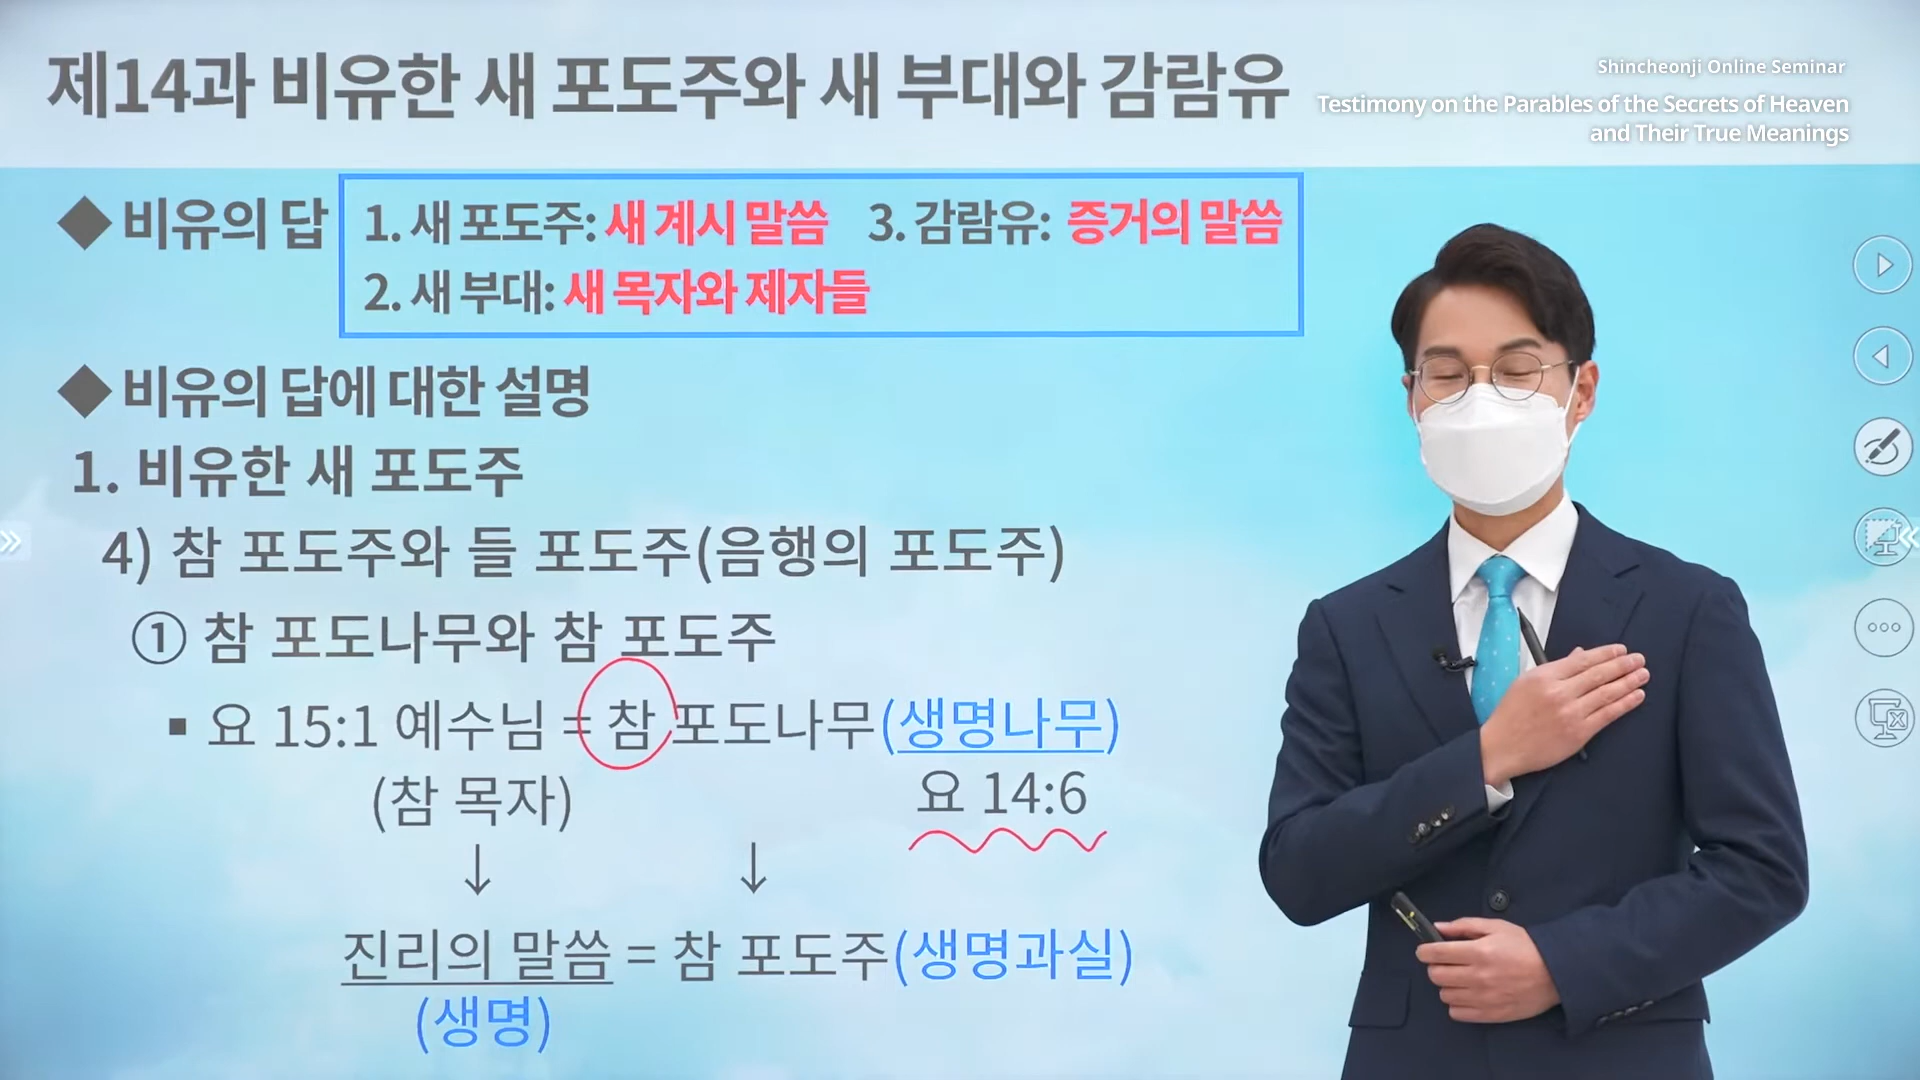 제14과 비유한 새 포도주와 새 부대와 감람유
Shincheonji Online Seminar
Testimony on the Parables of the Secrets of Heaven
and Their True Meanings
◆ 비유의 답
1. 새 포도주: 새 계시 말씀 3. 감람유: 증거의 말씀
2. 새 부대: 새 목자와 제자들
◆ 비유의 답에 대한 설명
1. 비유한 새 포도주
4) 참 포도주와 들 포도주(음행의 포도주)
① 참 포도나무와 참 포도주
▪ 요 15:1 예수님 = 참 포도나무(생명나무)
(참 목자) 요 14:6
↓ ↓
진리의 말씀 = 참 포도주(생명과실)
(생명)